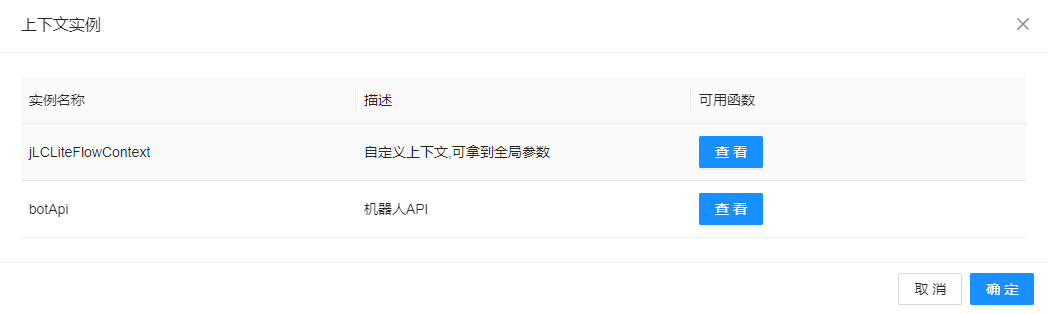 上下文实例
实例名称 描述 可用函数
jLCLiteFlowContext 自定义上下文,可拿到全局参数 查 看
botApi 机器人API 查 看
取 消 确 定